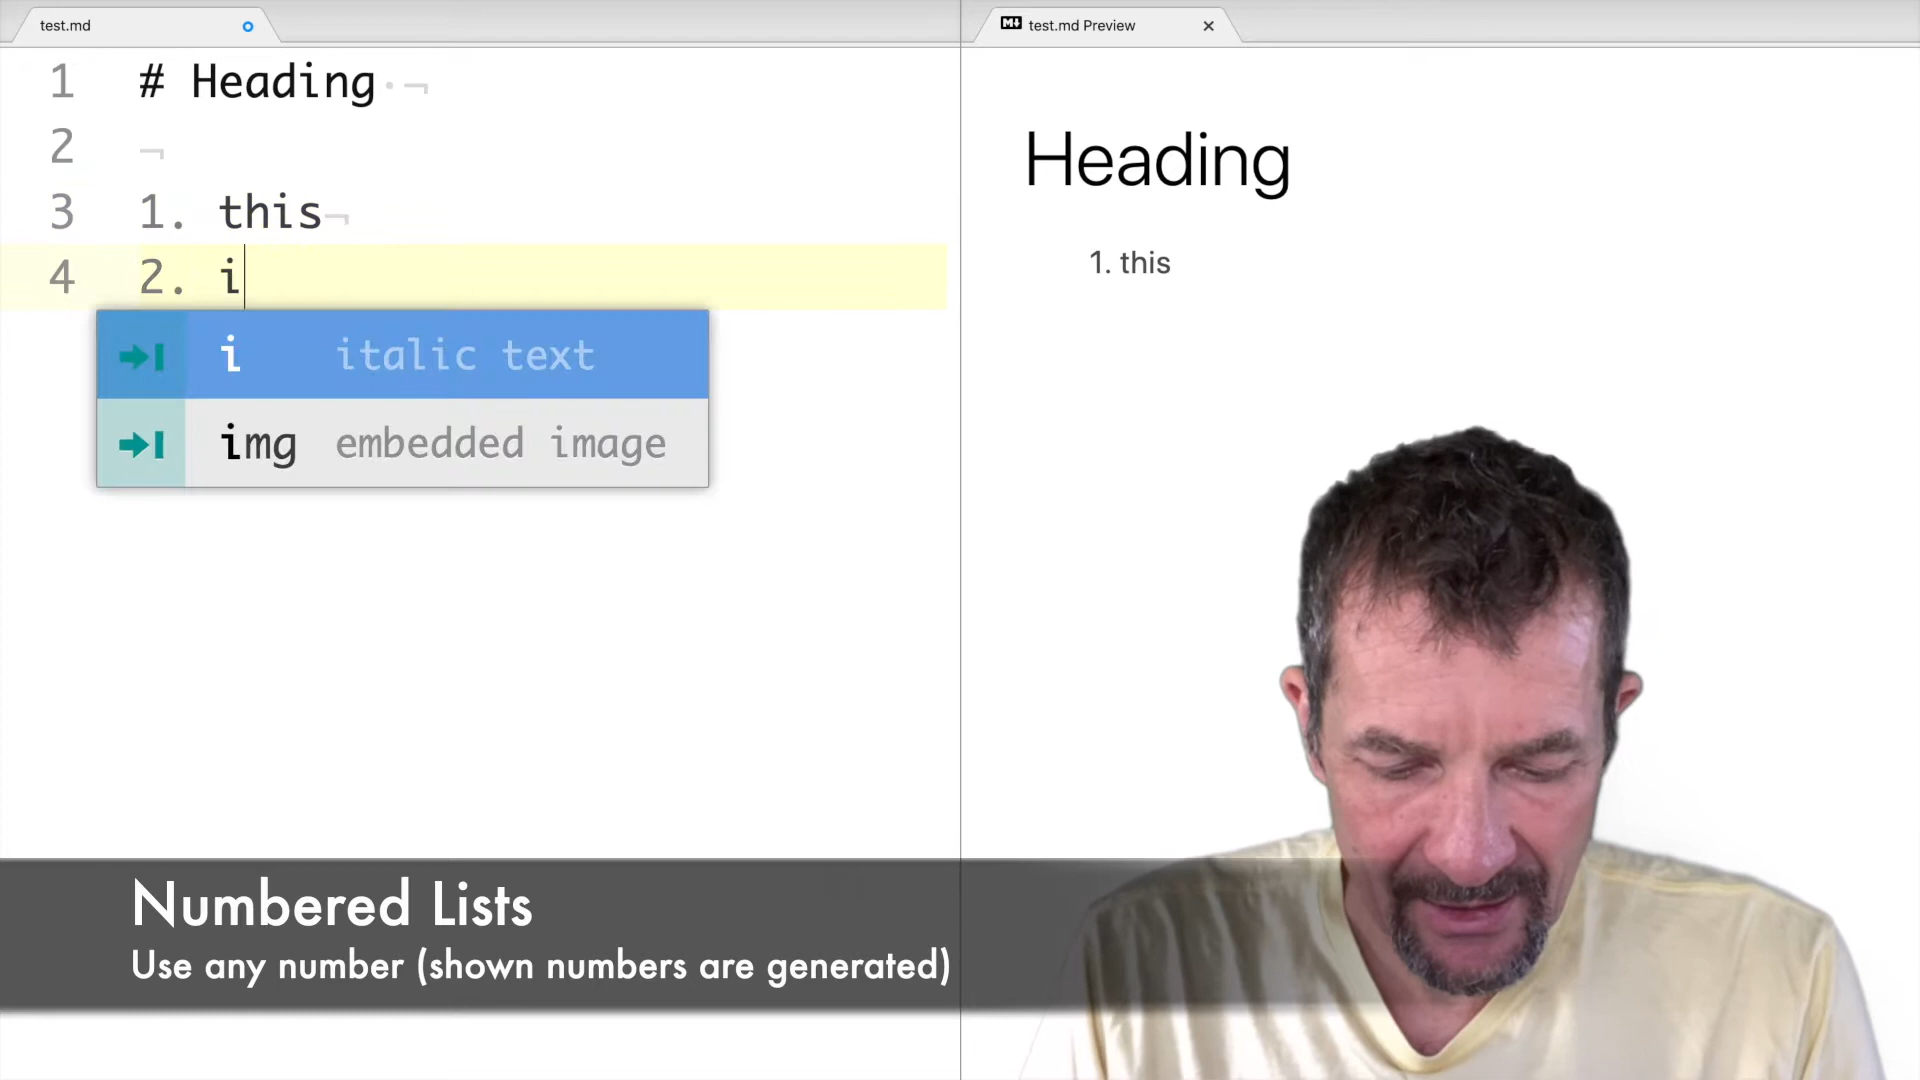 test.md
1 # Heading
2
3 1. this
4 2. i
i italic text
img embedded image
test.md Preview
Heading
1. this
Numbered Lists
Use any number (shown numbers are generated)